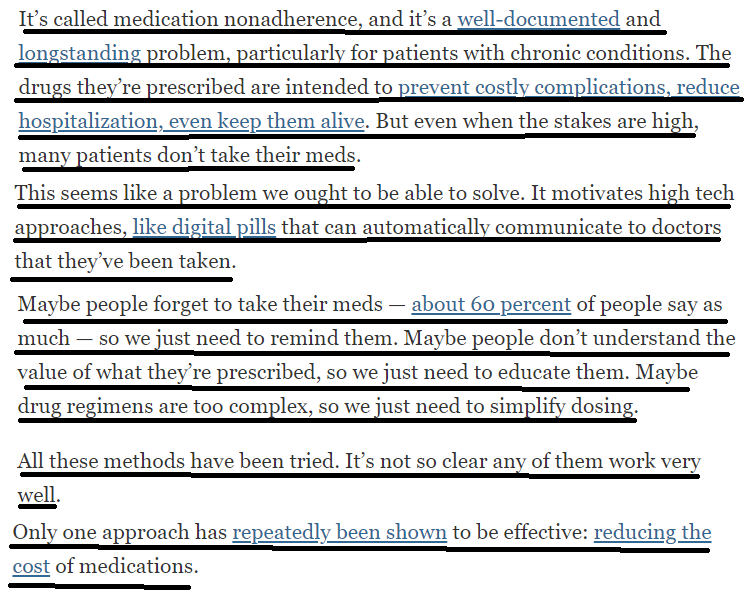 It’s called medication nonadherence, and it’s a well-documented and
longstanding problem, particularly for patients with chronic conditions. The
drugs they’re prescribed are intended to prevent costly complications, reduce
hospitalization, even keep them alive. But even when the stakes are high,
many patients don’t take their meds.
This seems like a problem we ought to be able to solve. It motivates high tech
approaches, like digital pills that can automatically communicate to doctors
that they’ve been taken.
Maybe people forget to take their meds — about 60 percent of people say as
much — so we just need to remind them. Maybe people don’t understand the
value of what they’re prescribed, so we just need to educate them. Maybe
drug regimens are too complex, so we just need to simplify dosing.
All these methods have been tried. It’s not so clear any of them work very
well.
Only one approach has repeatedly been shown to be effective: reducing the
cost of medications.